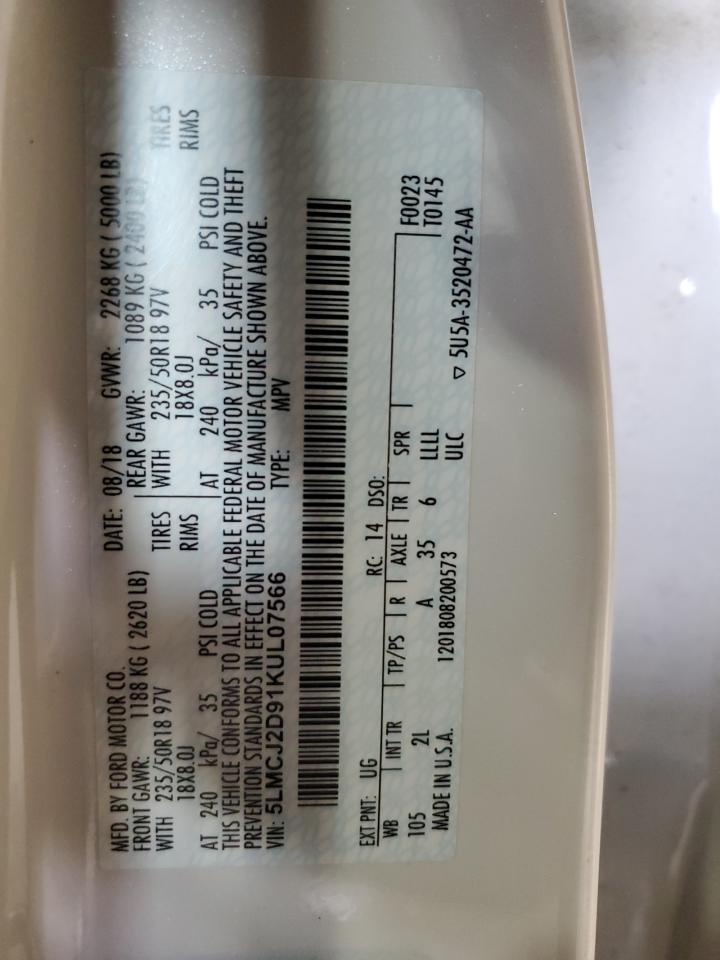 MFD. BY FORD MOTOR CO. DATE: 08/18 GVWR: 2268 KG ( 5000 LB)
FRONT GAWR: 1188 KG ( 2620 LB) REAR GAWR: 1089 KG ( 2400 LB)
WITH 235/50R18 97V TIRES WITH 235/50R18 97V TIRES
18X8.0J RIMS 18X8.0J RIMS
AT 240 kPa/ 35 PSI COLD AT 240 kPa/ 35 PSI COLD
THIS VEHICLE CONFORMS TO ALL APPLICABLE FEDERAL MOTOR VEHICLE SAFETY AND THEFT
PREVENTION STANDARDS IN EFFECT ON THE DATE OF MANUFACTURE SHOWN ABOVE.
VIN: 5LMCJ2D91KUL07566 TYPE: MPV
EXT PNT: UG RC: 14 DSO: F0023
WB INT TR TP/PS R AXLE TR SPR T0145
105 2L A 35 6 LLLL
MADE IN U.S.A. 1201808200573 ULC ▽ 5U5A-3520472-AA